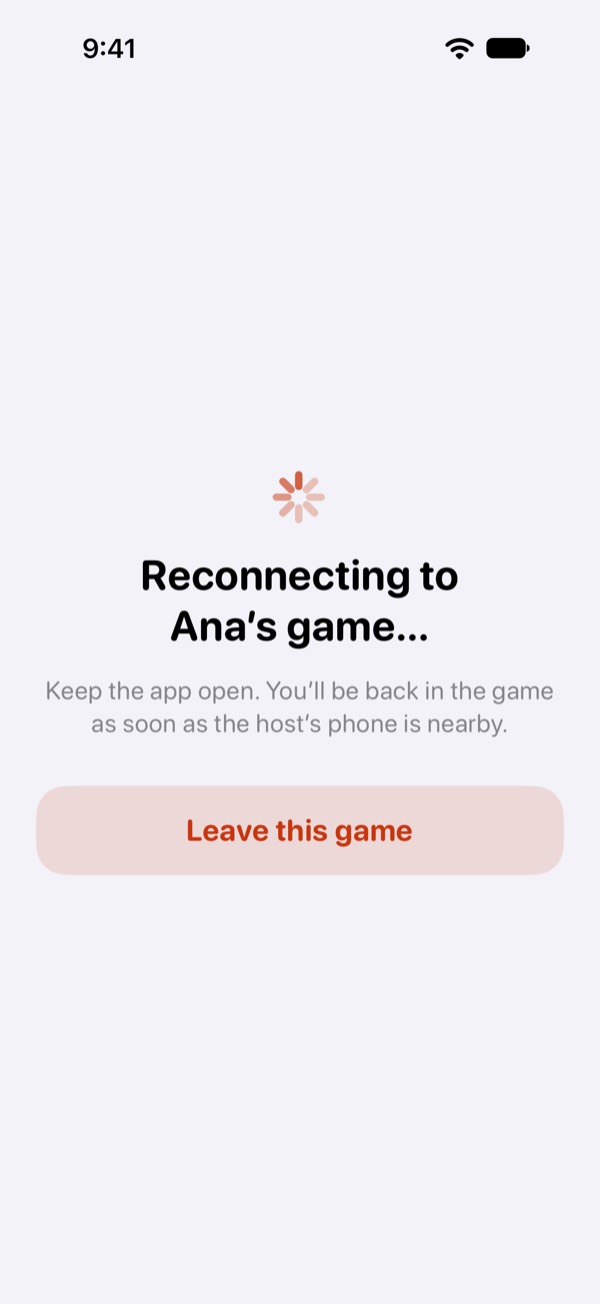 9:41
Reconnecting to
Ana’s game...
Keep the app open. You’ll be back in the game
as soon as the host’s phone is nearby.
Leave this game